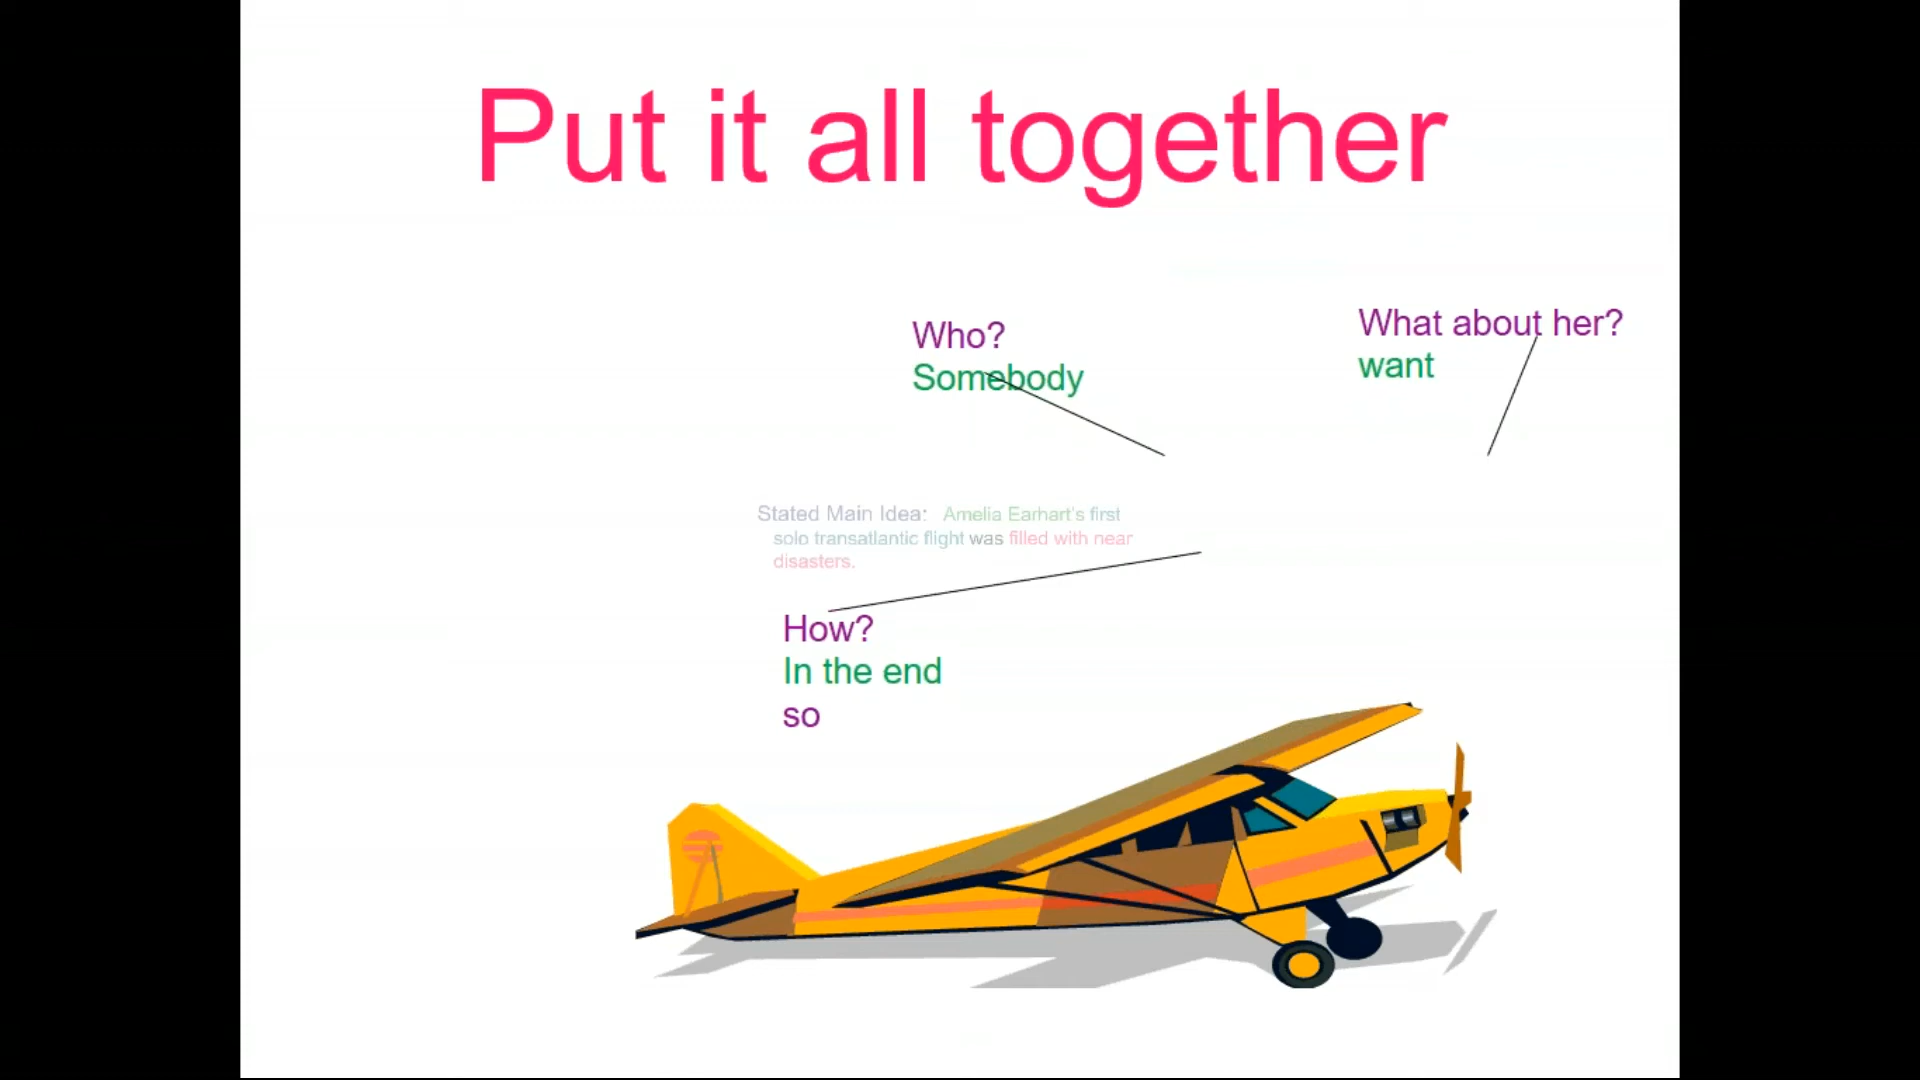 Put it all together
Who?
Somebody
What about her?
want
Stated Main Idea: Amelia Earhart's first
solo transatlantic flight was filled with near
disasters.
How?
In the end
so